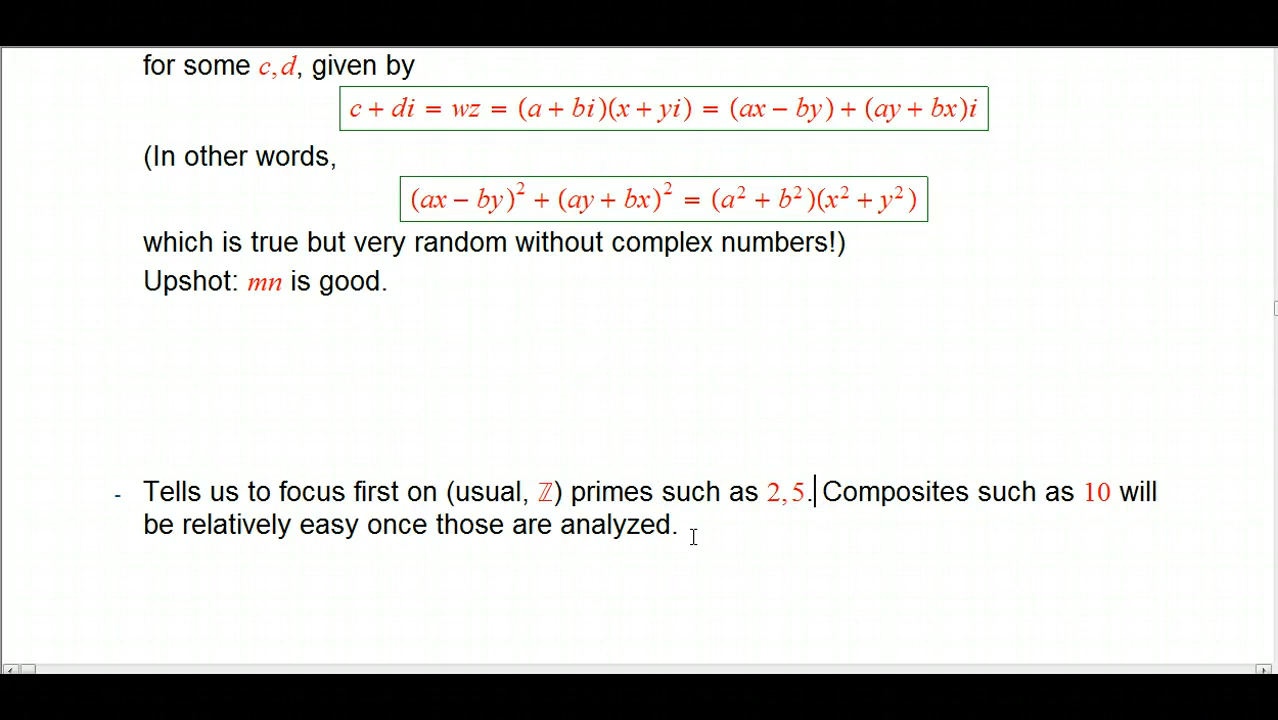 for some c,d, given by
c + di = wz = (a + bi)(x + yi) = (ax − by) + (ay + bx)i
(In other words,
(ax − by)² + (ay + bx)² = (a² + b²)(x² + y²)
which is true but very random without complex numbers!)
Upshot: mn is good.
- Tells us to focus first on (usual, ℤ) primes such as 2,5. Composites such as 10 will
be relatively easy once those are analyzed.